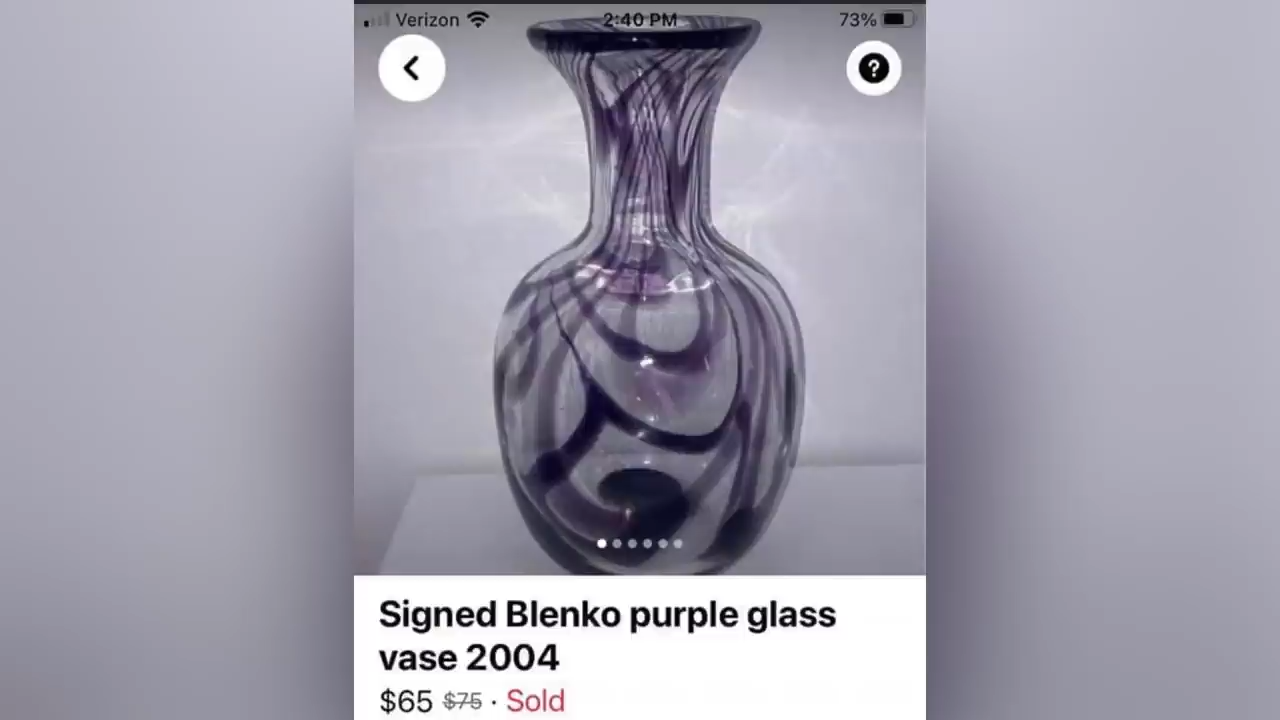 Verizon 2:40 PM 73%
?
Signed Blenko purple glass
vase 2004
$65 $75 · Sold